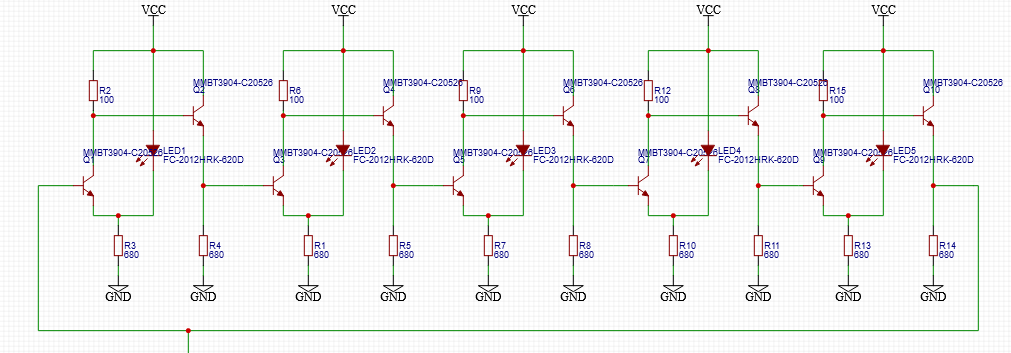 VCC VCC VCC VCC VCC
MMBT3904-C20526 MMBT3904-C20526 MMBT3904-C20526 MMBT3904-C20526 MMBT3904-C20526
R2 Q2 R6 Q4 R9 Q6 R12 Q8 R15 Q10
100 100 100 100 100
MMBT3904-C20526 LED1 MMBT3904-C20526 LED2 MMBT3904-C20526 LED3 MMBT3904-C20526 LED4 MMBT3904-C20526 LED5
Q1 FC-2012HRK-620D Q3 FC-2012HRK-620D Q5 FC-2012HRK-620D Q7 FC-2012HRK-620D Q9 FC-2012HRK-620D
R3 R4 R1 R5 R7 R8 R10 R11 R13 R14
680 680 680 680 680 680 680 680 680 680
GND GND GND GND GND GND GND GND GND GND